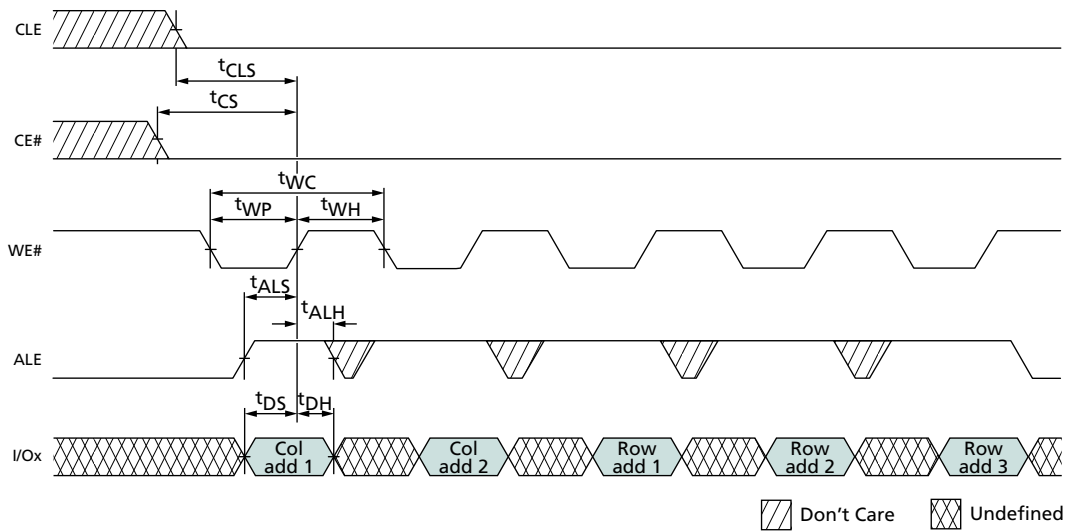 CLE
tCLS
tCS
CE#
tWC
tWP
tWH
WE#
tALS
tALH
ALE
tDS
tDH
I/Ox
Col
add 1
Col
add 2
Row
add 1
Row
add 2
Row
add 3
Don't Care
Undefined